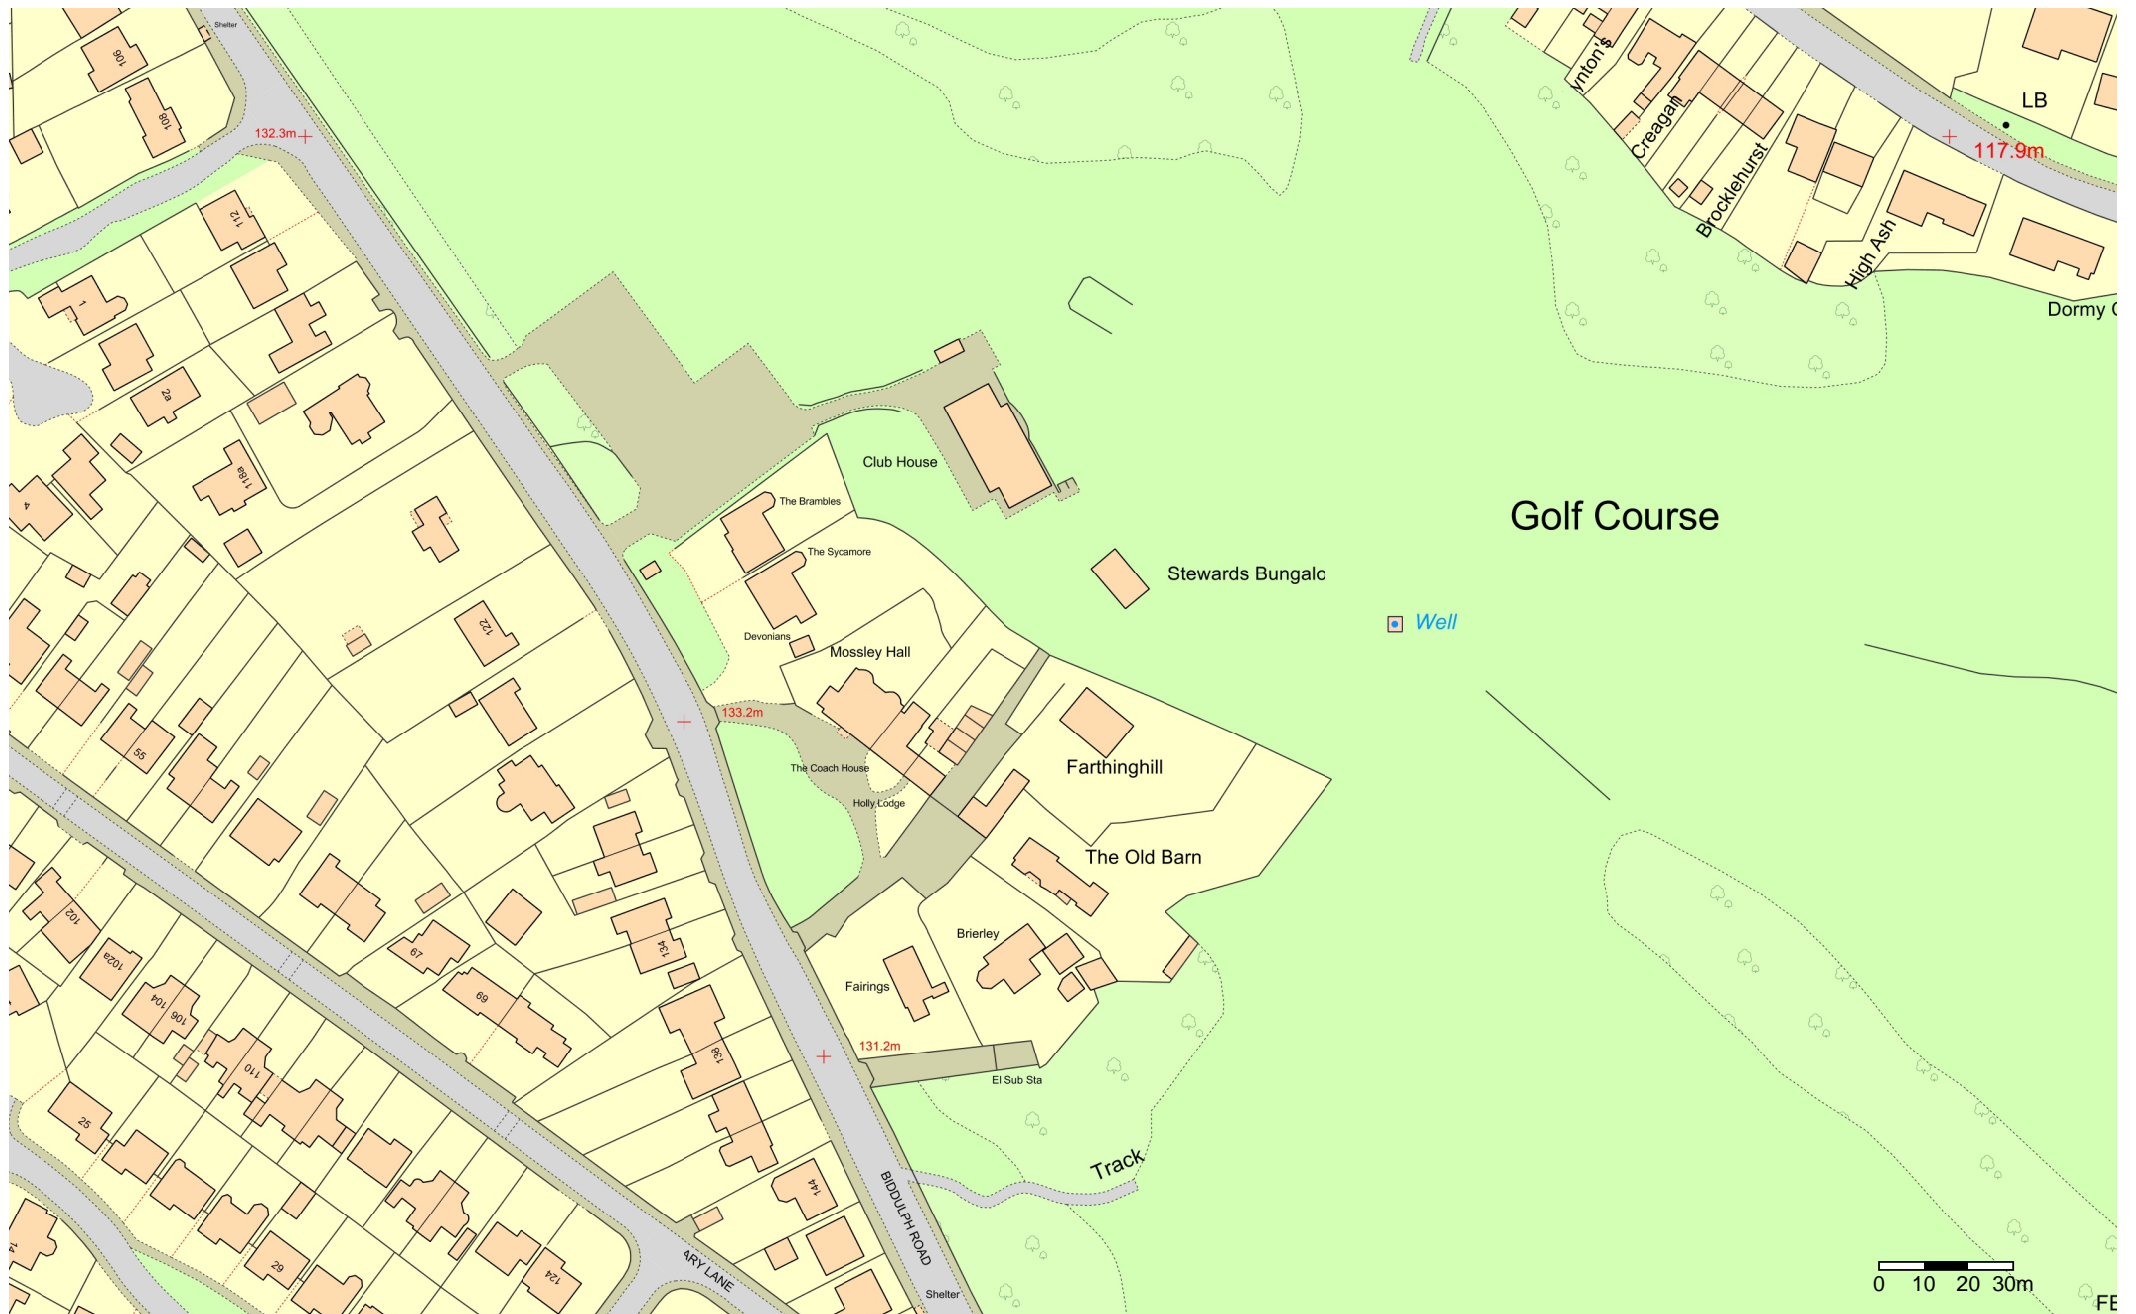 Shelter
106
108
132.3m
ynton's
Creagan
Brocklehurst
High Ash
LB
117.9m
Dormy
112
1
2a
118a
4
Club House
Golf Course
The Brambles
The Sycamore
Stewards Bungalo
Well
Devonians
Mossley Hall
122
133.2m
55
The Coach House
Holly Lodge
Farthinghill
The Old Barn
102
102a
104
106
67
69
134
Brierley
Fairings
138
131.2m
El Sub Sta
110
25
Track
144
BIDDULPH ROAD
ARY LANE
29
124
Shelter
0 10 20 30m